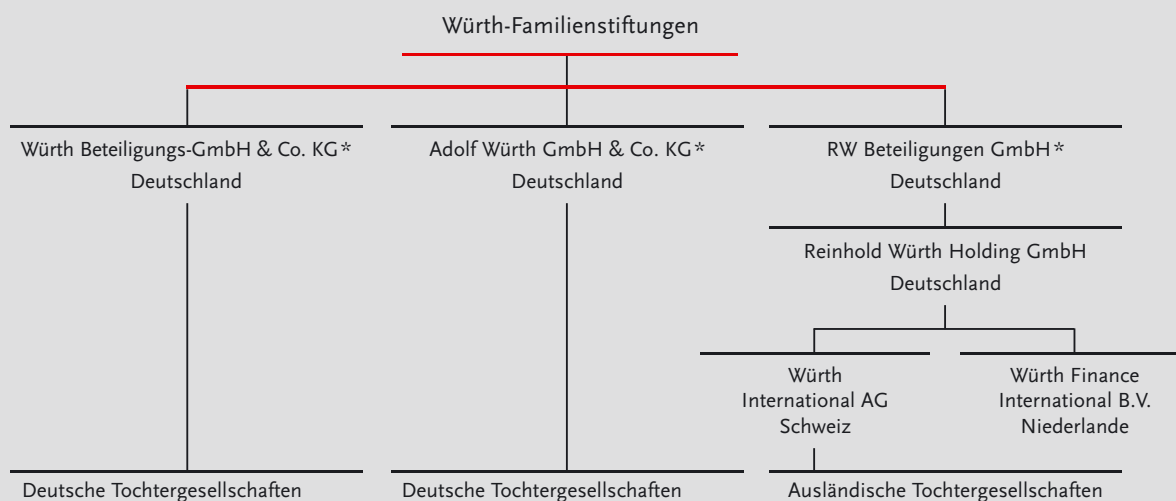 Würth-Familienstiftungen
Würth Beteiligungs-GmbH & Co. KG*
Deutschland
Adolf Würth GmbH & Co. KG*
Deutschland
RW Beteiligungen GmbH*
Deutschland
Reinhold Würth Holding GmbH
Deutschland
Würth
International AG
Schweiz
Würth Finance
International B.V.
Niederlande
Deutsche Tochtergesellschaften
Deutsche Tochtergesellschaften
Ausländische Tochtergesellschaften